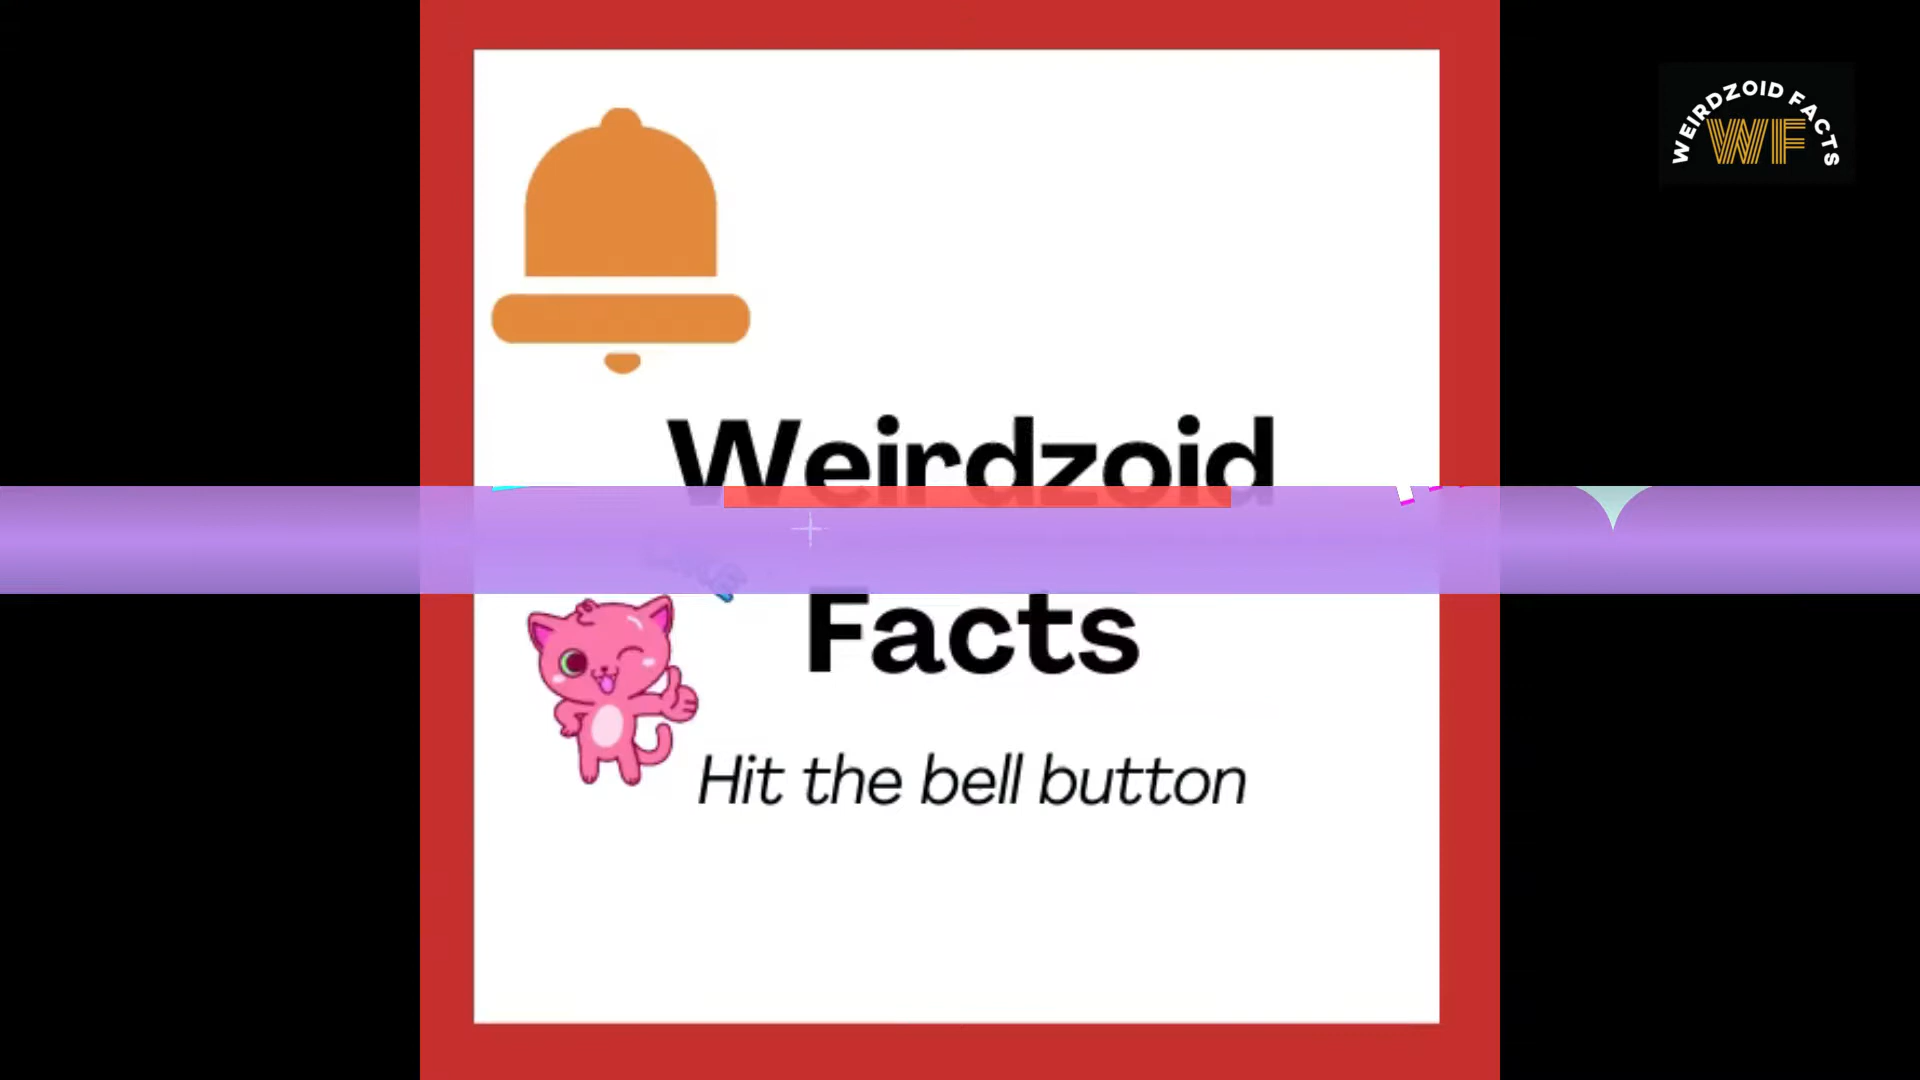 WEIRDZOID FACTS
WF
Weirdzoid
Facts
Hit the bell button